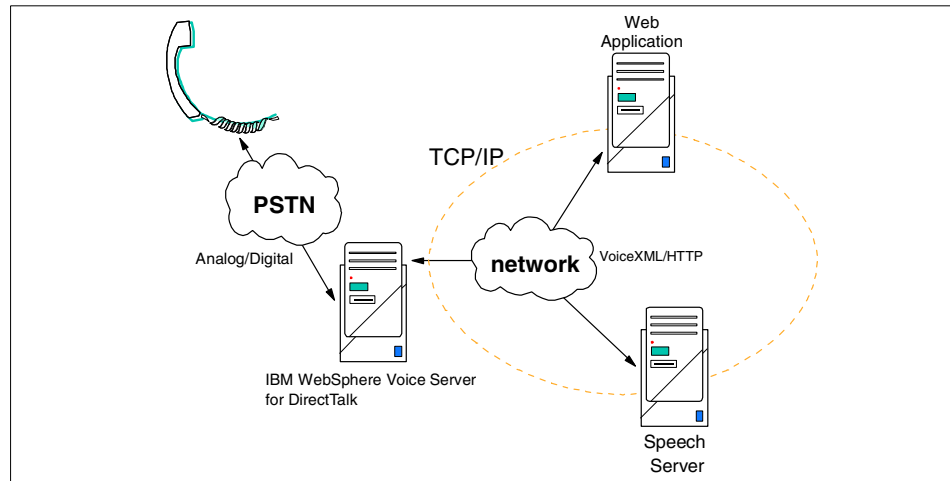 Web
Application
TCP/IP
PSTN
Analog/Digital
network
VoiceXML/HTTP
IBM WebSphere Voice Server
for DirectTalk
Speech
Server